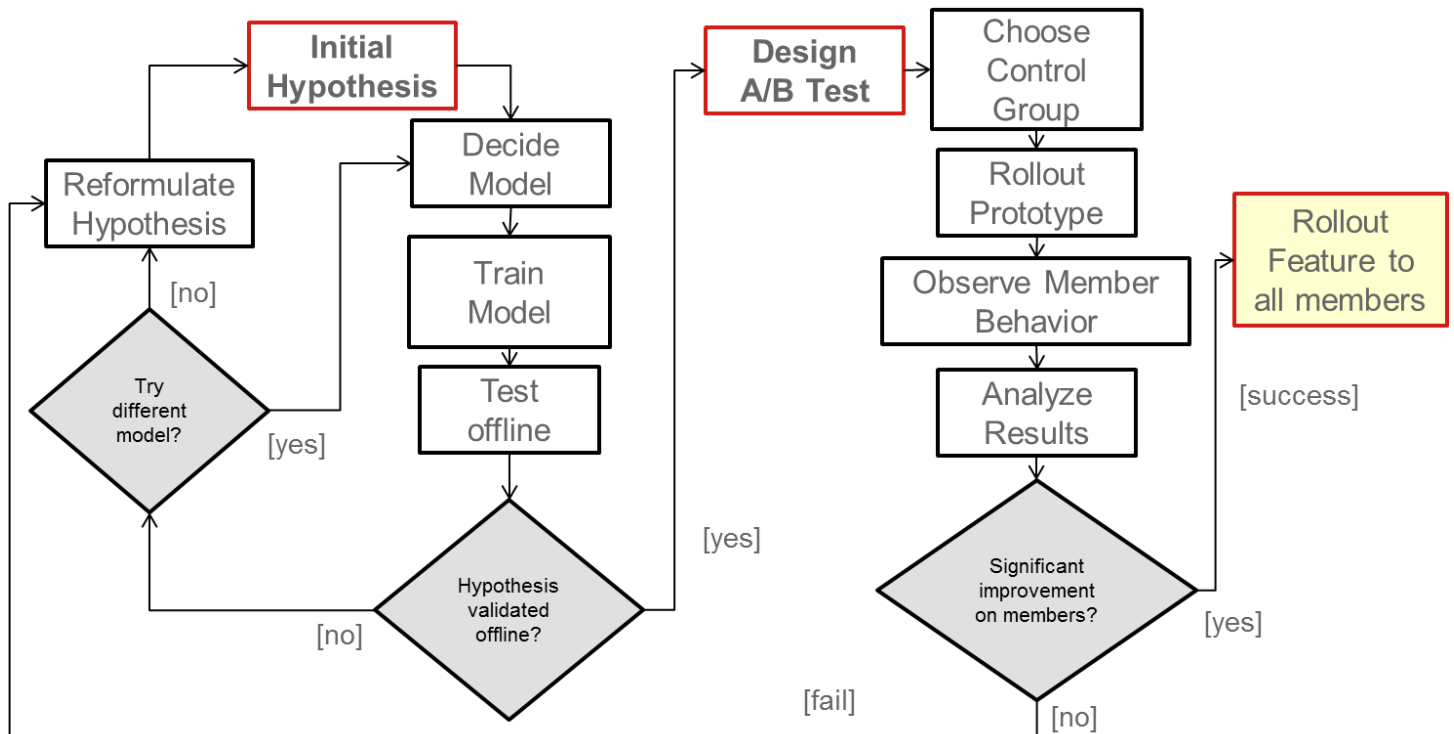 Initial
Hypothesis
Decide
Model
Train
Model
Test
offline
Hypothesis
validated
offline?
[no]
[yes]
Try
different
model?
[yes]
[no]
Reformulate
Hypothesis
Design
A/B Test
Choose
Control
Group
Rollout
Prototype
Observe Member
Behavior
Analyze
Results
Significant
improvement
on members?
[yes]
[success]
Rollout
Feature to
all members
[no]
[fail]